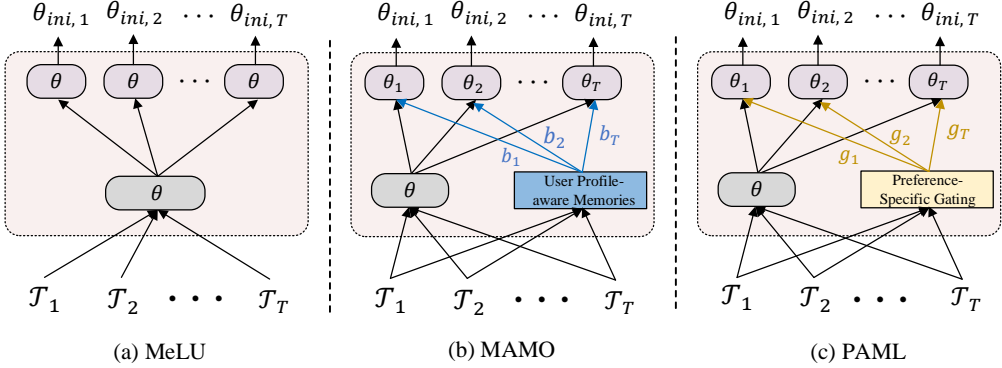 θ_{ini, 1} θ_{ini, 2} · · · θ_{ini, T}
θ θ · · · θ
θ
𝒯_1 𝒯_2 • • • 𝒯_T
(a) MeLU
θ_{ini, 1} θ_{ini, 2} · · · θ_{ini, T}
θ_1 θ_2 · · · θ_T
b_1 b_2 b_T
θ
User Profile-
aware Memories
𝒯_1 𝒯_2 • • • 𝒯_T
(b) MAMO
θ_{ini, 1} θ_{ini, 2} · · · θ_{ini, T}
θ_1 θ_2 · · · θ_T
g_1 g_2 g_T
θ
Preference-
Specific Gating
𝒯_1 𝒯_2 • • • 𝒯_T
(c) PAML